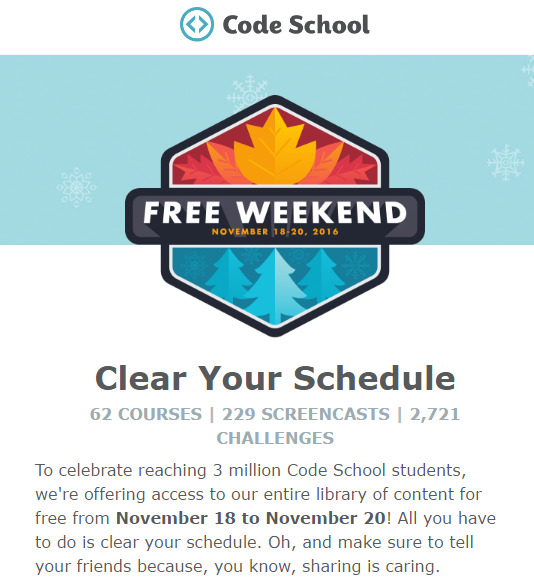 Code School
FREE WEEKEND
NOVEMBER 18-20, 2016
Clear Your Schedule
62 COURSES | 229 SCREENCASTS | 2,721
CHALLENGES
To celebrate reaching 3 million Code School students,
we're offering access to our entire library of content for
free from November 18 to November 20! All you have
to do is clear your schedule. Oh, and make sure to tell
your friends because, you know, sharing is caring.